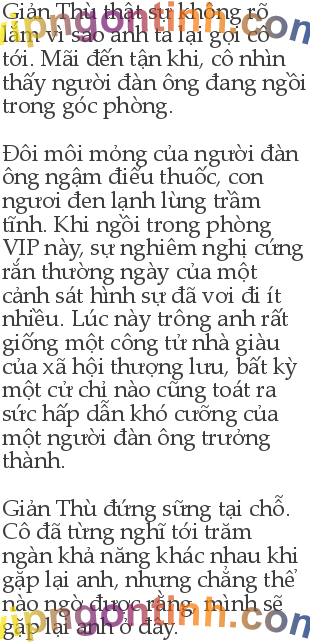 Giản Thù thật sự không rõ
lắm vì sao anh ta lại gọi cô
tới. Mãi đến tận khi, cô nhìn
thấy người đàn ông đang ngồi
trong góc phòng.

Đôi môi mỏng của người đàn
ông ngậm điếu thuốc, con
ngươi đen lạnh lùng trầm
tĩnh. Khi ngồi trong phòng
VIP này, sự nghiêm nghị cứng
rắn thường ngày của một
cảnh sát hình sự đã vơi đi ít
nhiều. Lúc này trông anh rất
giống một công tử nhà giàu
của xã hội thượng lưu, bất kỳ
một cử chỉ nào cũng toát ra
sức hấp dẫn khó cưỡng của
một người đàn ông trưởng
thành.

Giản Thù đứng sững tại chỗ.
Cô đã từng nghĩ tới trăm
ngàn khả năng khác nhau khi
gặp lại anh, nhưng chẳng thể
nào ngờ được rằng, mình sẽ
gặp lại anh ở đây.
vipngontinh.com
vipngontinh.com